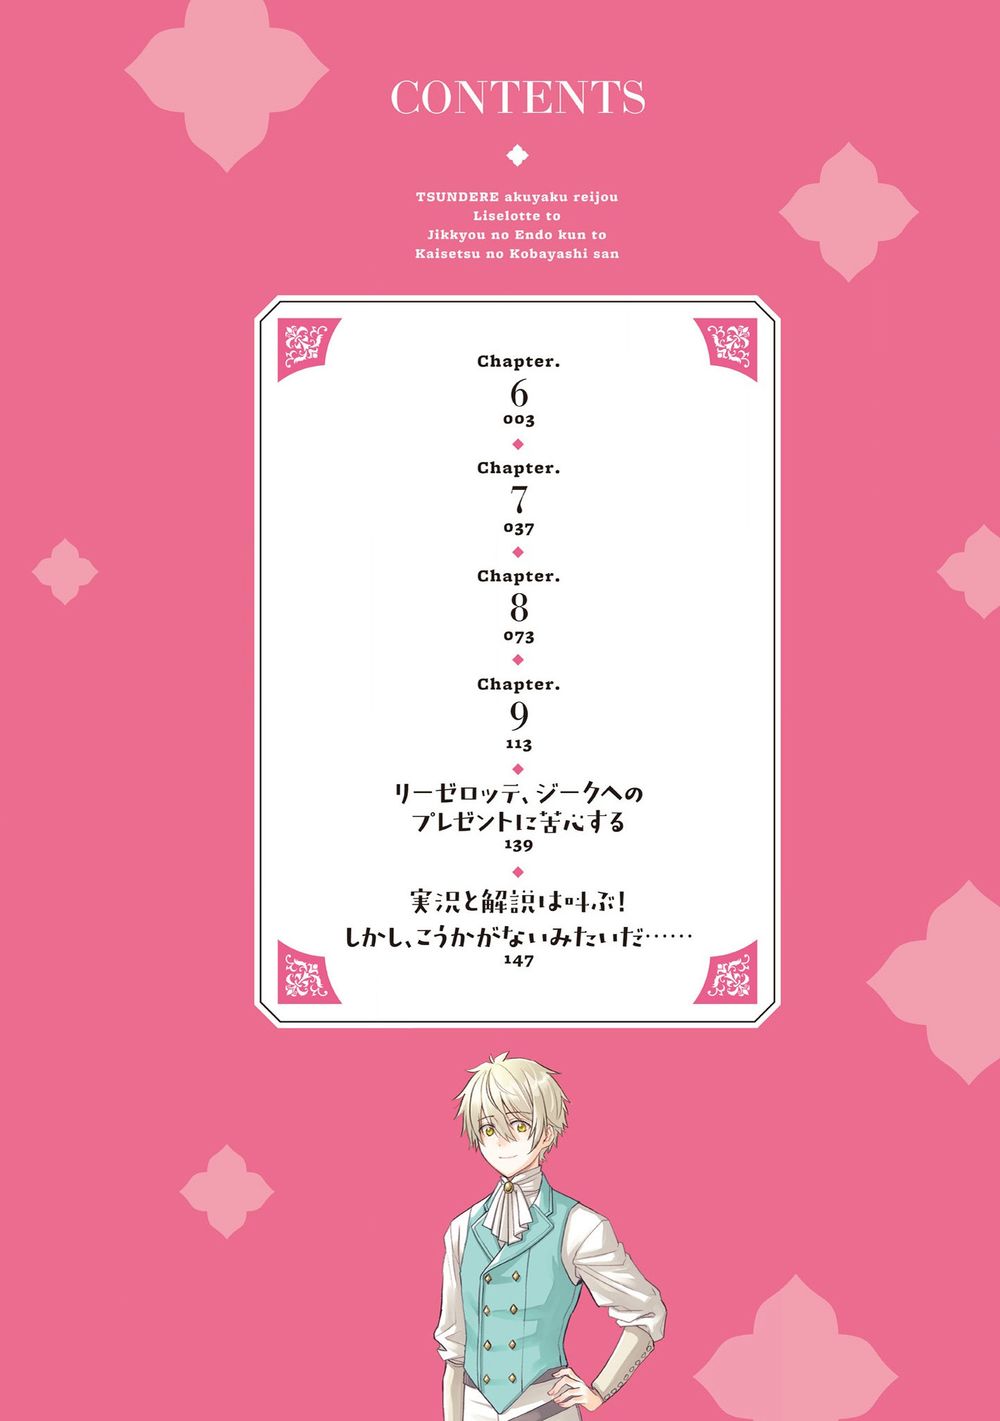 CONTENTS
TSUNDERE akuyaku reijou
Liselotte to
Jikkyou no Endo kun to
Kaisetsu no Kobayashi san
Chapter.
6
003
Chapter.
7
037
Chapter.
8
073
Chapter.
9
113
リーゼロッテ、ジークへの
プレゼントに苦心する
139
実況と解説は叫ぶ!
しかし、こうかがないみたいだ……
147